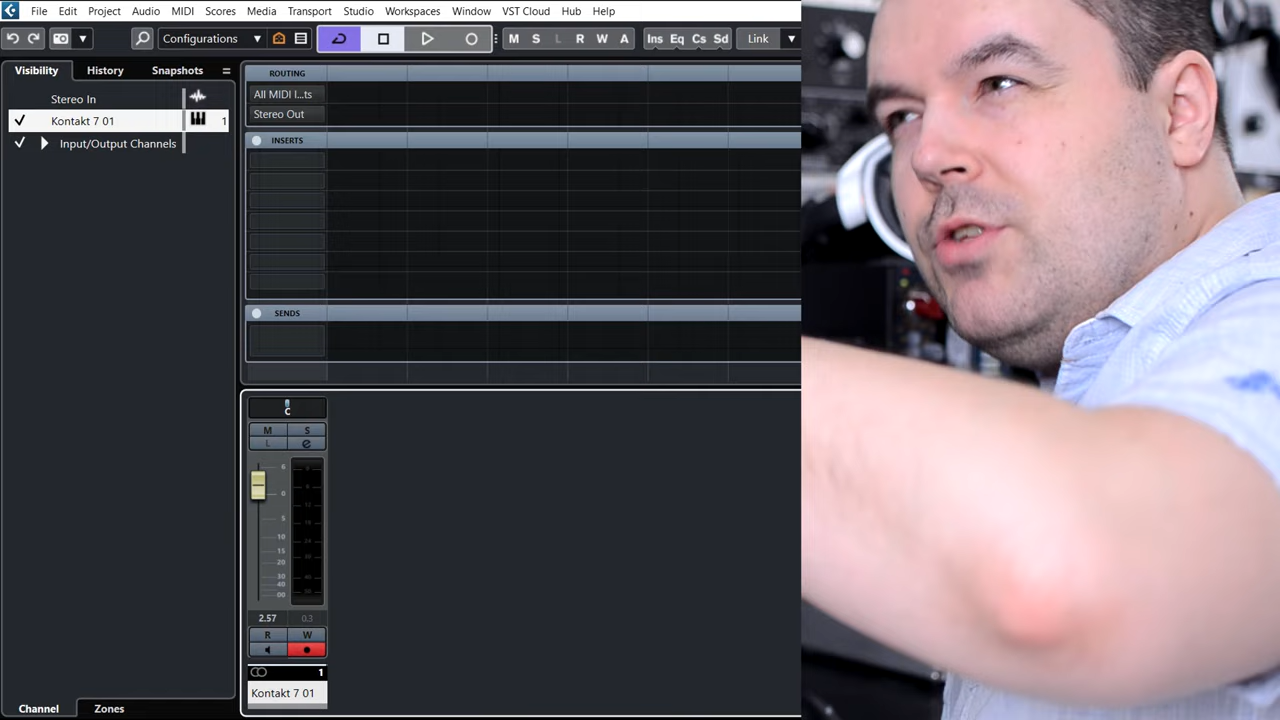 File Edit Project Audio MIDI Scores Media Transport Studio Workspaces Window VST Cloud Hub Help
Configurations M S L R W A Ins Eq Cs Sd Link
Visibility History Snapshots
Stereo In
Kontakt 7 01 1
Input/Output Channels
ROUTING
All MIDI I...ts
Stereo Out
INSERTS
SENDS
C
M S
L e
6
0
5
10
15
20
30
40
00
2.57 0.3
R W
1
Kontakt 7 01
Channel Zones